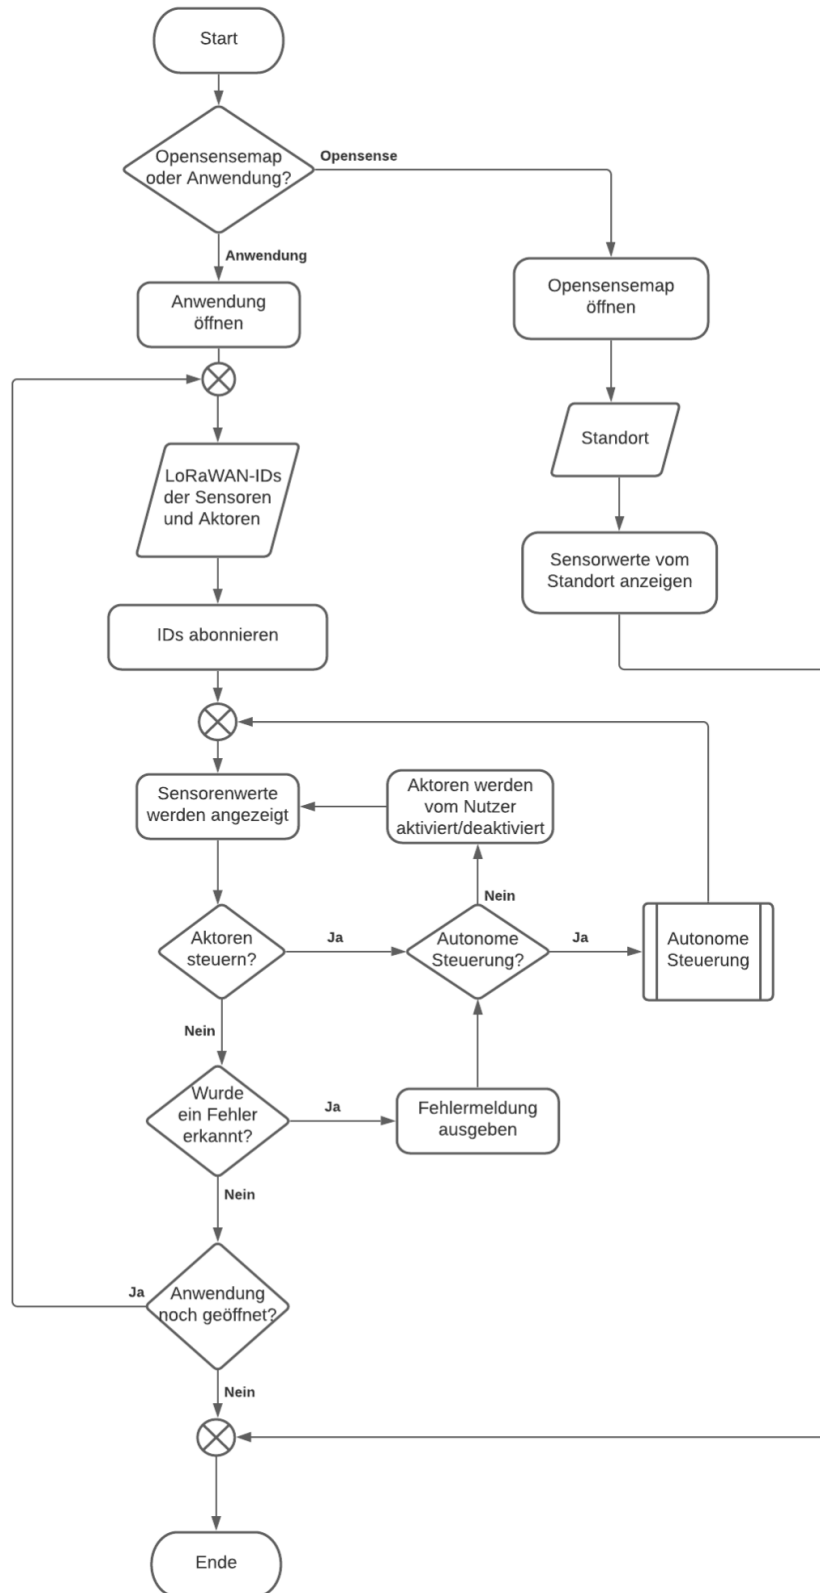 Start
Opensensemap
oder Anwendung?
Opensense
Anwendung
Anwendung
öffnen
Opensensemap
öffnen
Standort
LoRaWAN-IDs
der Sensoren
und Aktoren
Sensorwerte vom
Standort anzeigen
IDs abonnieren
Sensorenwerte
werden angezeigt
Aktoren werden
vom Nutzer
aktiviert/deaktiviert
Nein
Aktoren
steuern?
Ja
Autonome
Steuerung?
Ja
Autonome
Steuerung
Nein
Wurde
ein Fehler
erkannt?
Ja
Fehlermeldung
ausgeben
Nein
Ja
Anwendung
noch geöffnet?
Nein
Ende